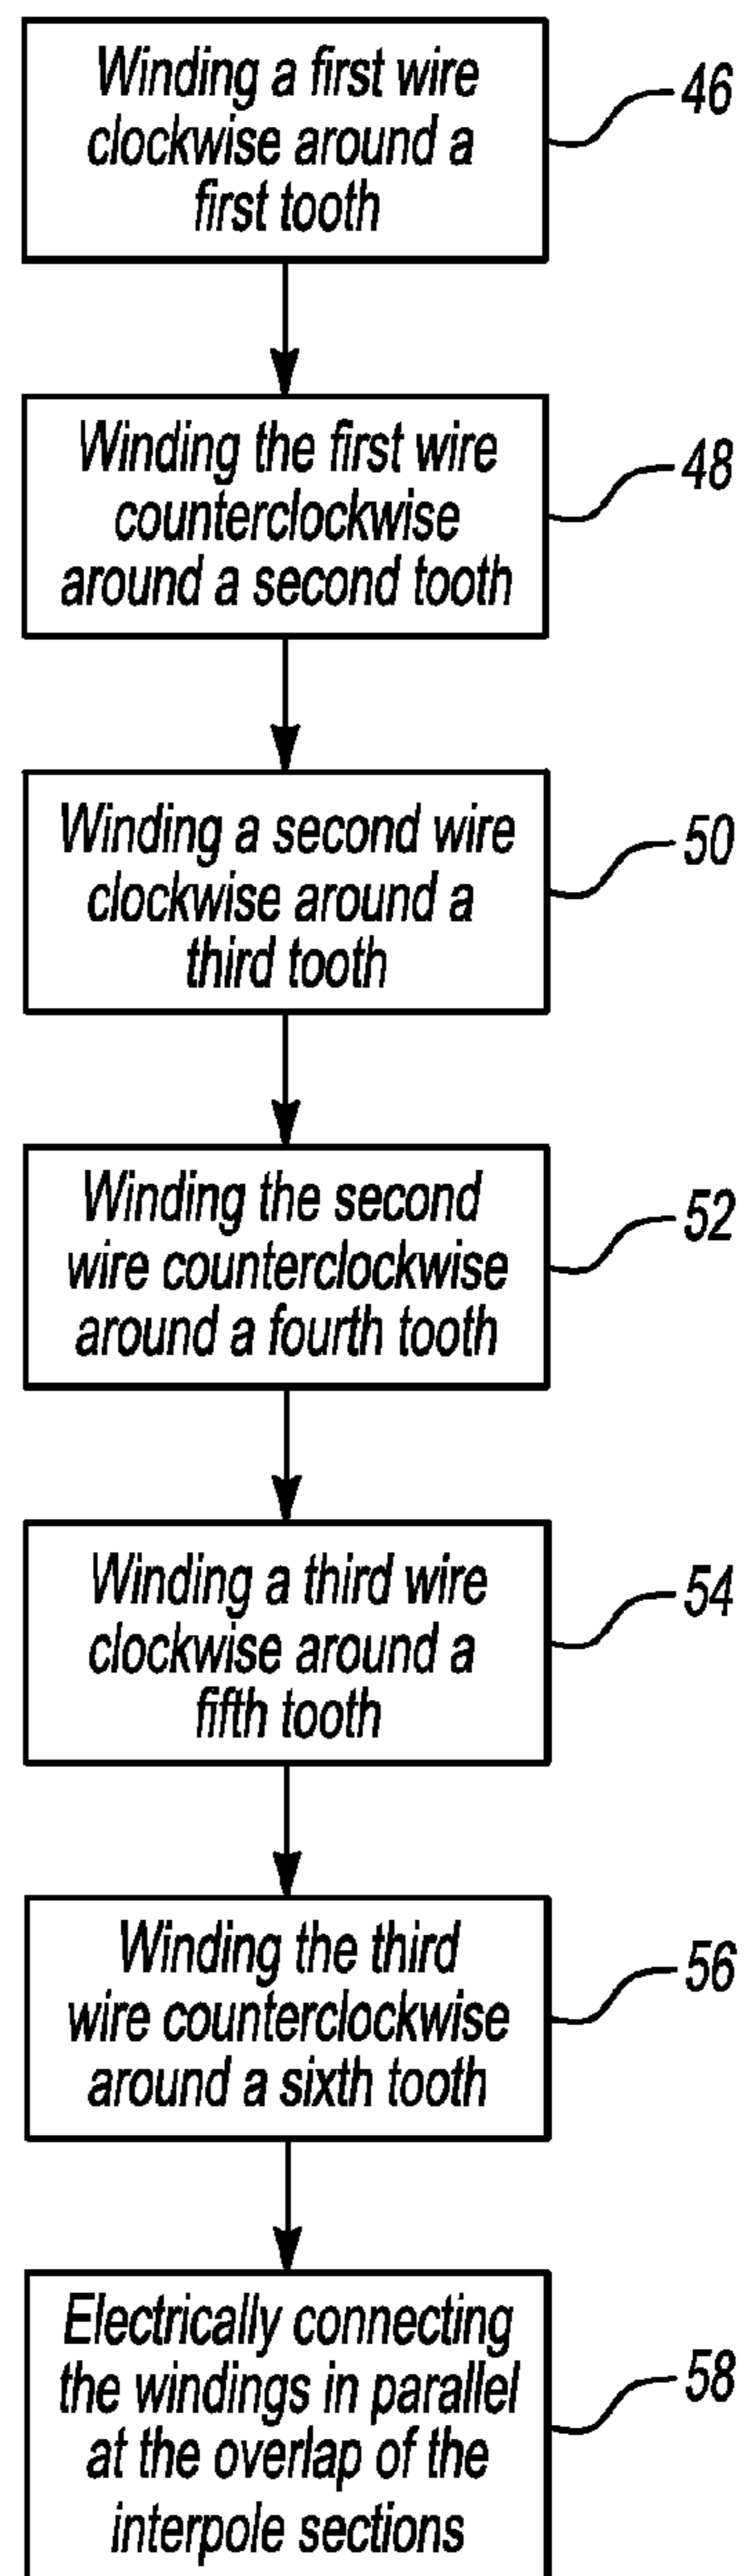 Winding a first wire
clockwise around a
first tooth
46
Winding the first wire
counterclockwise
around a second tooth
48
Winding a second wire
clockwise around a
third tooth
50
Winding the second
wire counterclockwise
around a fourth tooth
52
Winding a third wire
clockwise around a
fifth tooth
54
Winding the third
wire counterclockwise
around a sixth tooth
56
Electrically connecting
the windings in parallel
at the overlap of the
interpole sections
58